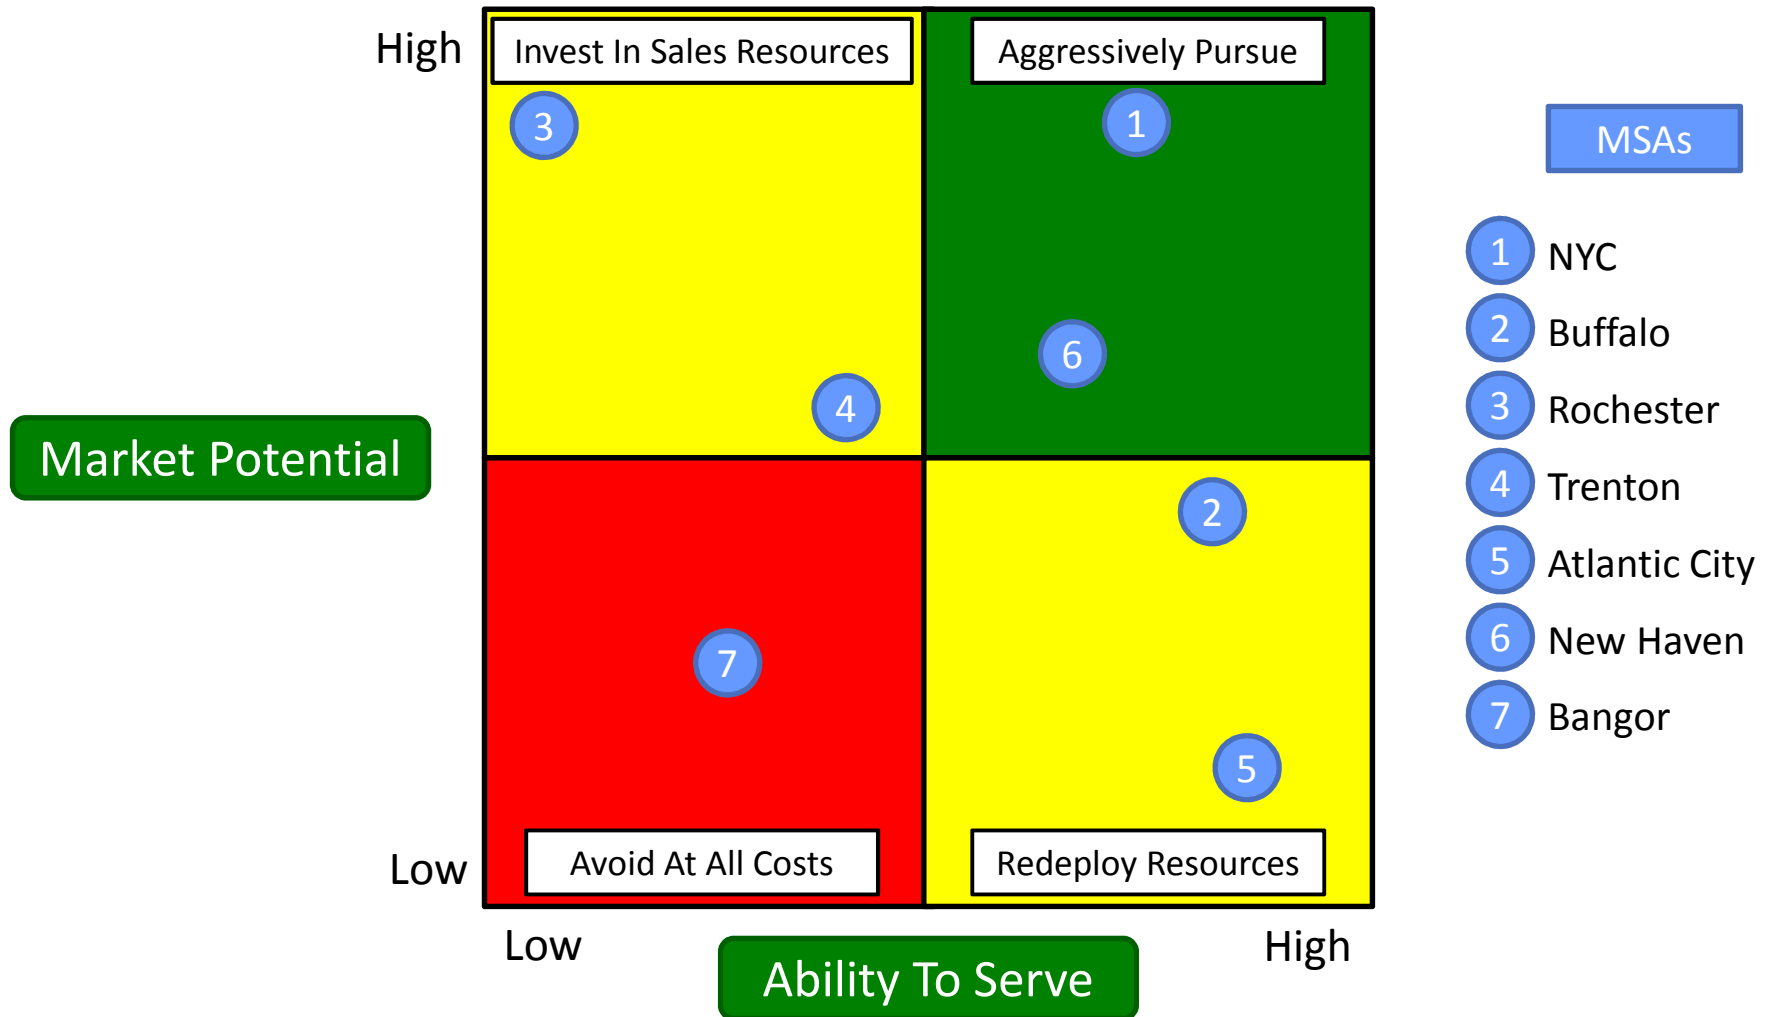 High
Invest In Sales Resources
Aggressively Pursue
3
1
MSAs
1 NYC
2 Buffalo
6
3 Rochester
4
Market Potential
4 Trenton
2
5 Atlantic City
6 New Haven
7
7 Bangor
5
Low
Avoid At All Costs
Redeploy Resources
Low
High
Ability To Serve